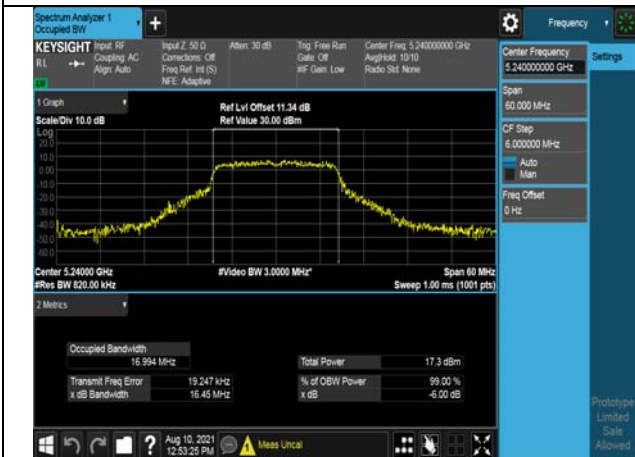 Spectrum Analyzer 1
Occupied BW
+
Frequency
KEYSIGHT
RL
Input: RF
Coupling: AC
Align: Auto
Input Z: 50 Ω
Corrections: Off
Freq Ref: Int (S)
NFE: Adaptive
Atten: 30 dB
Trig: Free Run
Gate: Off
#IF Gain: Low
Center Freq: 5.240000000 GHz
Avg|Hold: 10/10
Radio Std: None
Center Frequency
5.240000000 GHz
Settings
Span
60.000 MHz
CF Step
6.000000 MHz
Auto
Man
Freq Offset
0 Hz
1 Graph
Scale/Div 10.0 dB
Ref Lvl Offset 11.34 dB
Ref Value 30.00 dBm
Log
20.0
10.0
0.00
-10.0
-20.0
-30.0
-40.0
-50.0
-60.0
Center 5.24000 GHz
#Video BW 3.0000 MHz*
Span 60 MHz
#Res BW 820.00 kHz
Sweep 1.00 ms (1001 pts)
2 Metrics
Occupied Bandwidth
16.994 MHz
Total Power 17.3 dBm
Transmit Freq Error 19.247 kHz
% of OBW Power 99.00 %
x dB Bandwidth 16.45 MHz
x dB -6.00 dB
Prototype
Limited
Sale
Allowed
?
Aug 10, 2021
12:53:25 PM
Meas Uncal